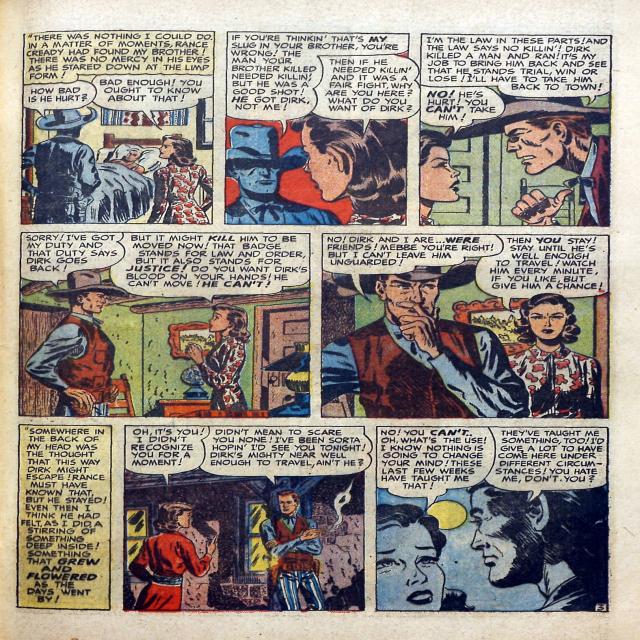 "THERE WAS NOTHING I COULD DO.
IN A MATTER OF MOMENTS, RANCE
CREADY HAD FOUND MY BROTHER!
THERE WAS NO MERCY IN HIS EYES
AS HE STARED DOWN AT THE LIMP
FORM!
HOW BAD
IS HE HURT?
BAD ENOUGH! YOU
OUGHT TO KNOW
ABOUT THAT!
IF YOU'RE THINKIN' THAT'S MY
SLUG IN YOUR BROTHER, YOU'RE
WRONG! THE
MAN YOUR
BROTHER KILLED
NEEDED KILLIN',
BUT HE WAS A
GOOD SHOT!
HE GOT DIRK,
NOT ME!
THEN IF HE
NEEDED KILLIN'
AND IT WAS A
FAIR FIGHT, WHY
ARE YOU HERE?
WHAT DO YOU
WANT OF DIRK?
I'M THE LAW IN THESE PARTS! AND
THE LAW SAYS NO KILLIN'! DIRK
KILLED A MAN AND RAN! IT'S MY
JOB TO BRING HIM BACK AND SEE
THAT HE STANDS TRIAL, WIN OR
LOSE! I'LL HAVE TO TAKE HIM
BACK TO TOWN!
NO! HE'S
HURT! YOU
CAN'T TAKE
HIM!
SORRY! I'VE GOT
MY DUTY AND
THAT DUTY SAYS
DIRK GOES
BACK!
BUT IT MIGHT KILL HIM TO BE
MOVED NOW! THAT BADGE
STANDS FOR LAW AND ORDER,
BUT IT ALSO STANDS FOR
JUSTICE! DO YOU WANT DIRK'S
BLOOD ON YOUR HANDS! HE
CAN'T MOVE! HE CAN'T!
NO! DIRK AND I ARE...WERE
FRIENDS! MEBBE YOU'RE RIGHT!
BUT I CAN'T LEAVE HIM
UNGUARDED!
THEN YOU STAY!
STAY UNTIL HE'S
WELL ENOUGH
TO TRAVEL! WATCH
HIM EVERY MINUTE,
IF YOU LIKE, BUT
GIVE HIM A CHANCE!
"SOMEWHERE IN
THE BACK OF
MY HEAD WAS
THE THOUGHT
THAT THIS WAY
DIRK MIGHT
ESCAPE! RANCE
MUST HAVE
KNOWN THAT,
BUT HE STAYED!
EVEN THEN I
THINK HE HAD
FELT, AS I DID, A
STIRRING OF
SOMETHING
DEEP INSIDE!
SOMETHING
THAT GREW
AND
FLOWERED
AS THE
DAYS WENT
BY!
OH, IT'S YOU!
I DIDN'T
RECOGNIZE
YOU FOR A
MOMENT!
DIDN'T MEAN TO SCARE
YOU NONE! I'VE BEEN SORTA
HOPIN' I'D SEE YOU TONIGHT!
DIRK'S MIGHTY NEAR WELL
ENOUGH TO TRAVEL, AIN'T HE?
NO! YOU CAN'T..
OH, WHAT'S THE USE!
I KNOW NOTHING IS
GOING TO CHANGE
YOUR MIND! THESE
LAST FEW WEEKS
HAVE TAUGHT ME
THAT!
THEY'VE TAUGHT ME
SOMETHING, TOO! I'D
GIVE A LOT TO HAVE
COME HERE UNDER
DIFFERENT CIRCUM-
STANCES! YOU HATE
ME, DON'T YOU?
3